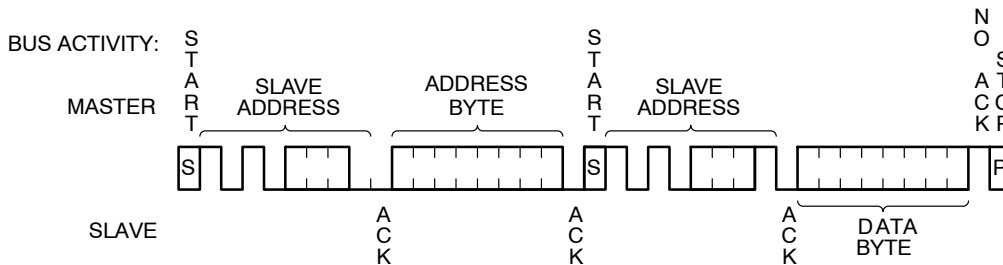 BUS ACTIVITY:
MASTER
START
SLAVE
ADDRESS
ADDRESS
BYTE
START
SLAVE
ADDRESS
NO ACK
STOP
S
S
P
SLAVE
ACK
ACK
ACK
DATA
BYTE